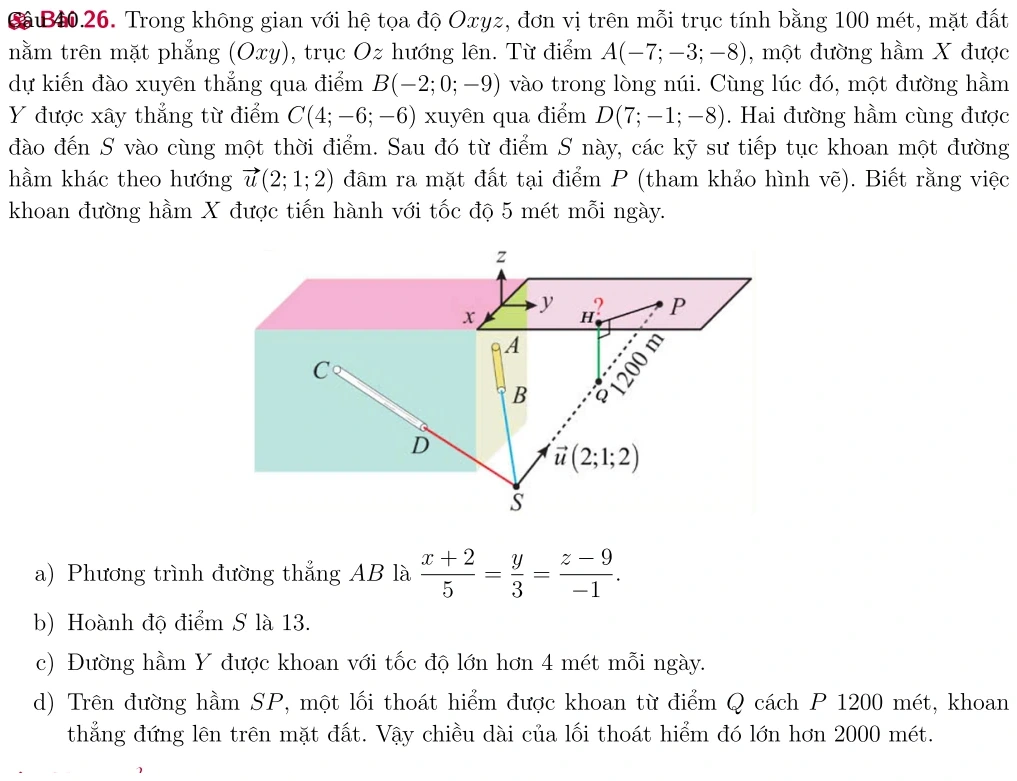 Câu 40. Bài 26. Trong không gian với hệ tọa độ Oxyz, đơn vị trên mỗi trục tính bằng 100 mét, mặt đất
nằm trên mặt phẳng (Oxy), trục Oz hướng lên. Từ điểm A(−7; −3; −8), một đường hầm X được
dự kiến đào xuyên thẳng qua điểm B(−2; 0; −9) vào trong lòng núi. Cùng lúc đó, một đường hầm
Y được xây thẳng từ điểm C(4; −6; −6) xuyên qua điểm D(7; −1; −8). Hai đường hầm cùng được
đào đến S vào cùng một thời điểm. Sau đó từ điểm S này, các kỹ sư tiếp tục khoan một đường
hầm khác theo hướng \vec{u}(2; 1; 2) đâm ra mặt đất tại điểm P (tham khảo hình vẽ). Biết rằng việc
khoan đường hầm X được tiến hành với tốc độ 5 mét mỗi ngày.
z
x
y
H
?
P
A
C
B
Q
1200 m
D
\vec{u}(2;1;2)
S
a) Phương trình đường thẳng AB là \frac{x + 2}{5} = \frac{y}{3} = \frac{z − 9}{−1}.
b) Hoành độ điểm S là 13.
c) Đường hầm Y được khoan với tốc độ lớn hơn 4 mét mỗi ngày.
d) Trên đường hầm SP, một lối thoát hiểm được khoan từ điểm Q cách P 1200 mét, khoan
thẳng đứng lên trên mặt đất. Vậy chiều dài của lối thoát hiểm đó lớn hơn 2000 mét.